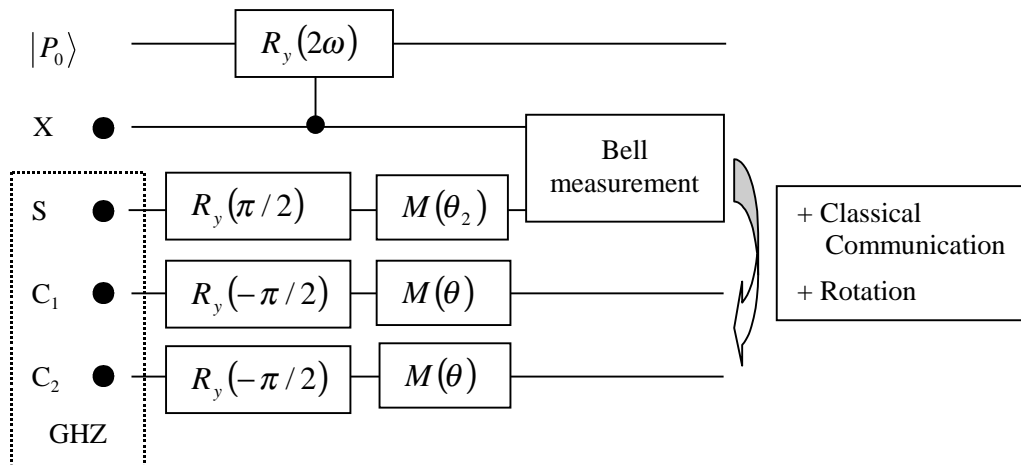 |P₀⟩
R_y(2ω)
X
Bell
measurement
S
R_y(π/2)
M(θ₂)
+ Classical
Communication
+ Rotation
C₁
R_y(−π/2)
M(θ)
C₂
R_y(−π/2)
M(θ)
GHZ